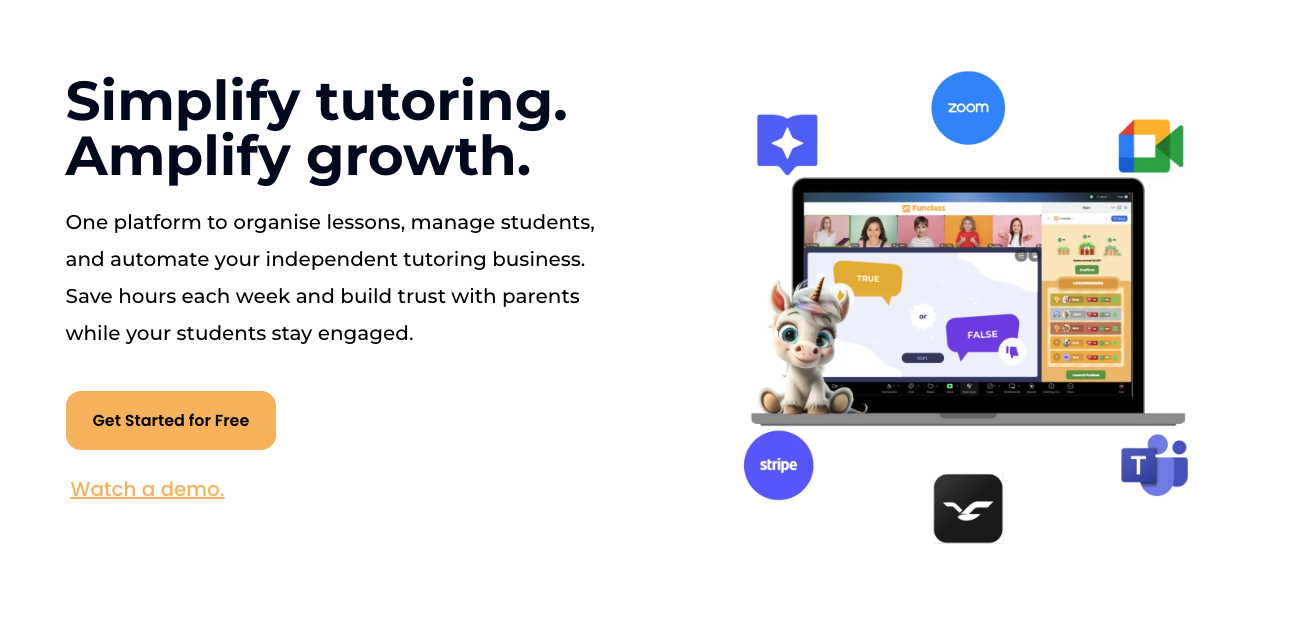 Simplify tutoring.
Amplify growth.
One platform to organise lessons, manage students,
and automate your independent tutoring business.
Save hours each week and build trust with parents
while your students stay engaged.
Get Started for Free
Watch a demo.
zoom
Funclass
TRUE
or
FALSE
start
LEADERBOARD
stripe
T